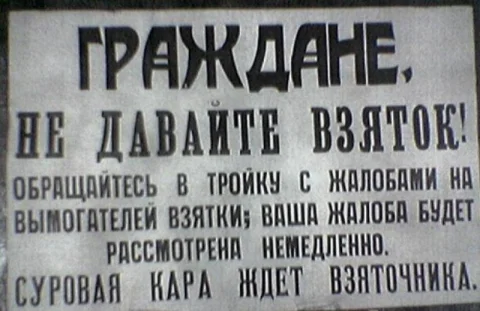 ГРАЖДАНЕ,
НЕ ДАВАЙТЕ ВЗЯТОК!
ОБРАЩАЙТЕСЬ В ТРОЙКУ С ЖАЛОБАМИ НА
ВЫМОГАТЕЛЕЙ ВЗЯТКИ; ВАША ЖАЛОБА БУДЕТ
РАССМОТРЕНА НЕМЕДЛЕННО.
СУРОВАЯ КАРА ЖДЕТ ВЗЯТОЧНИКА.